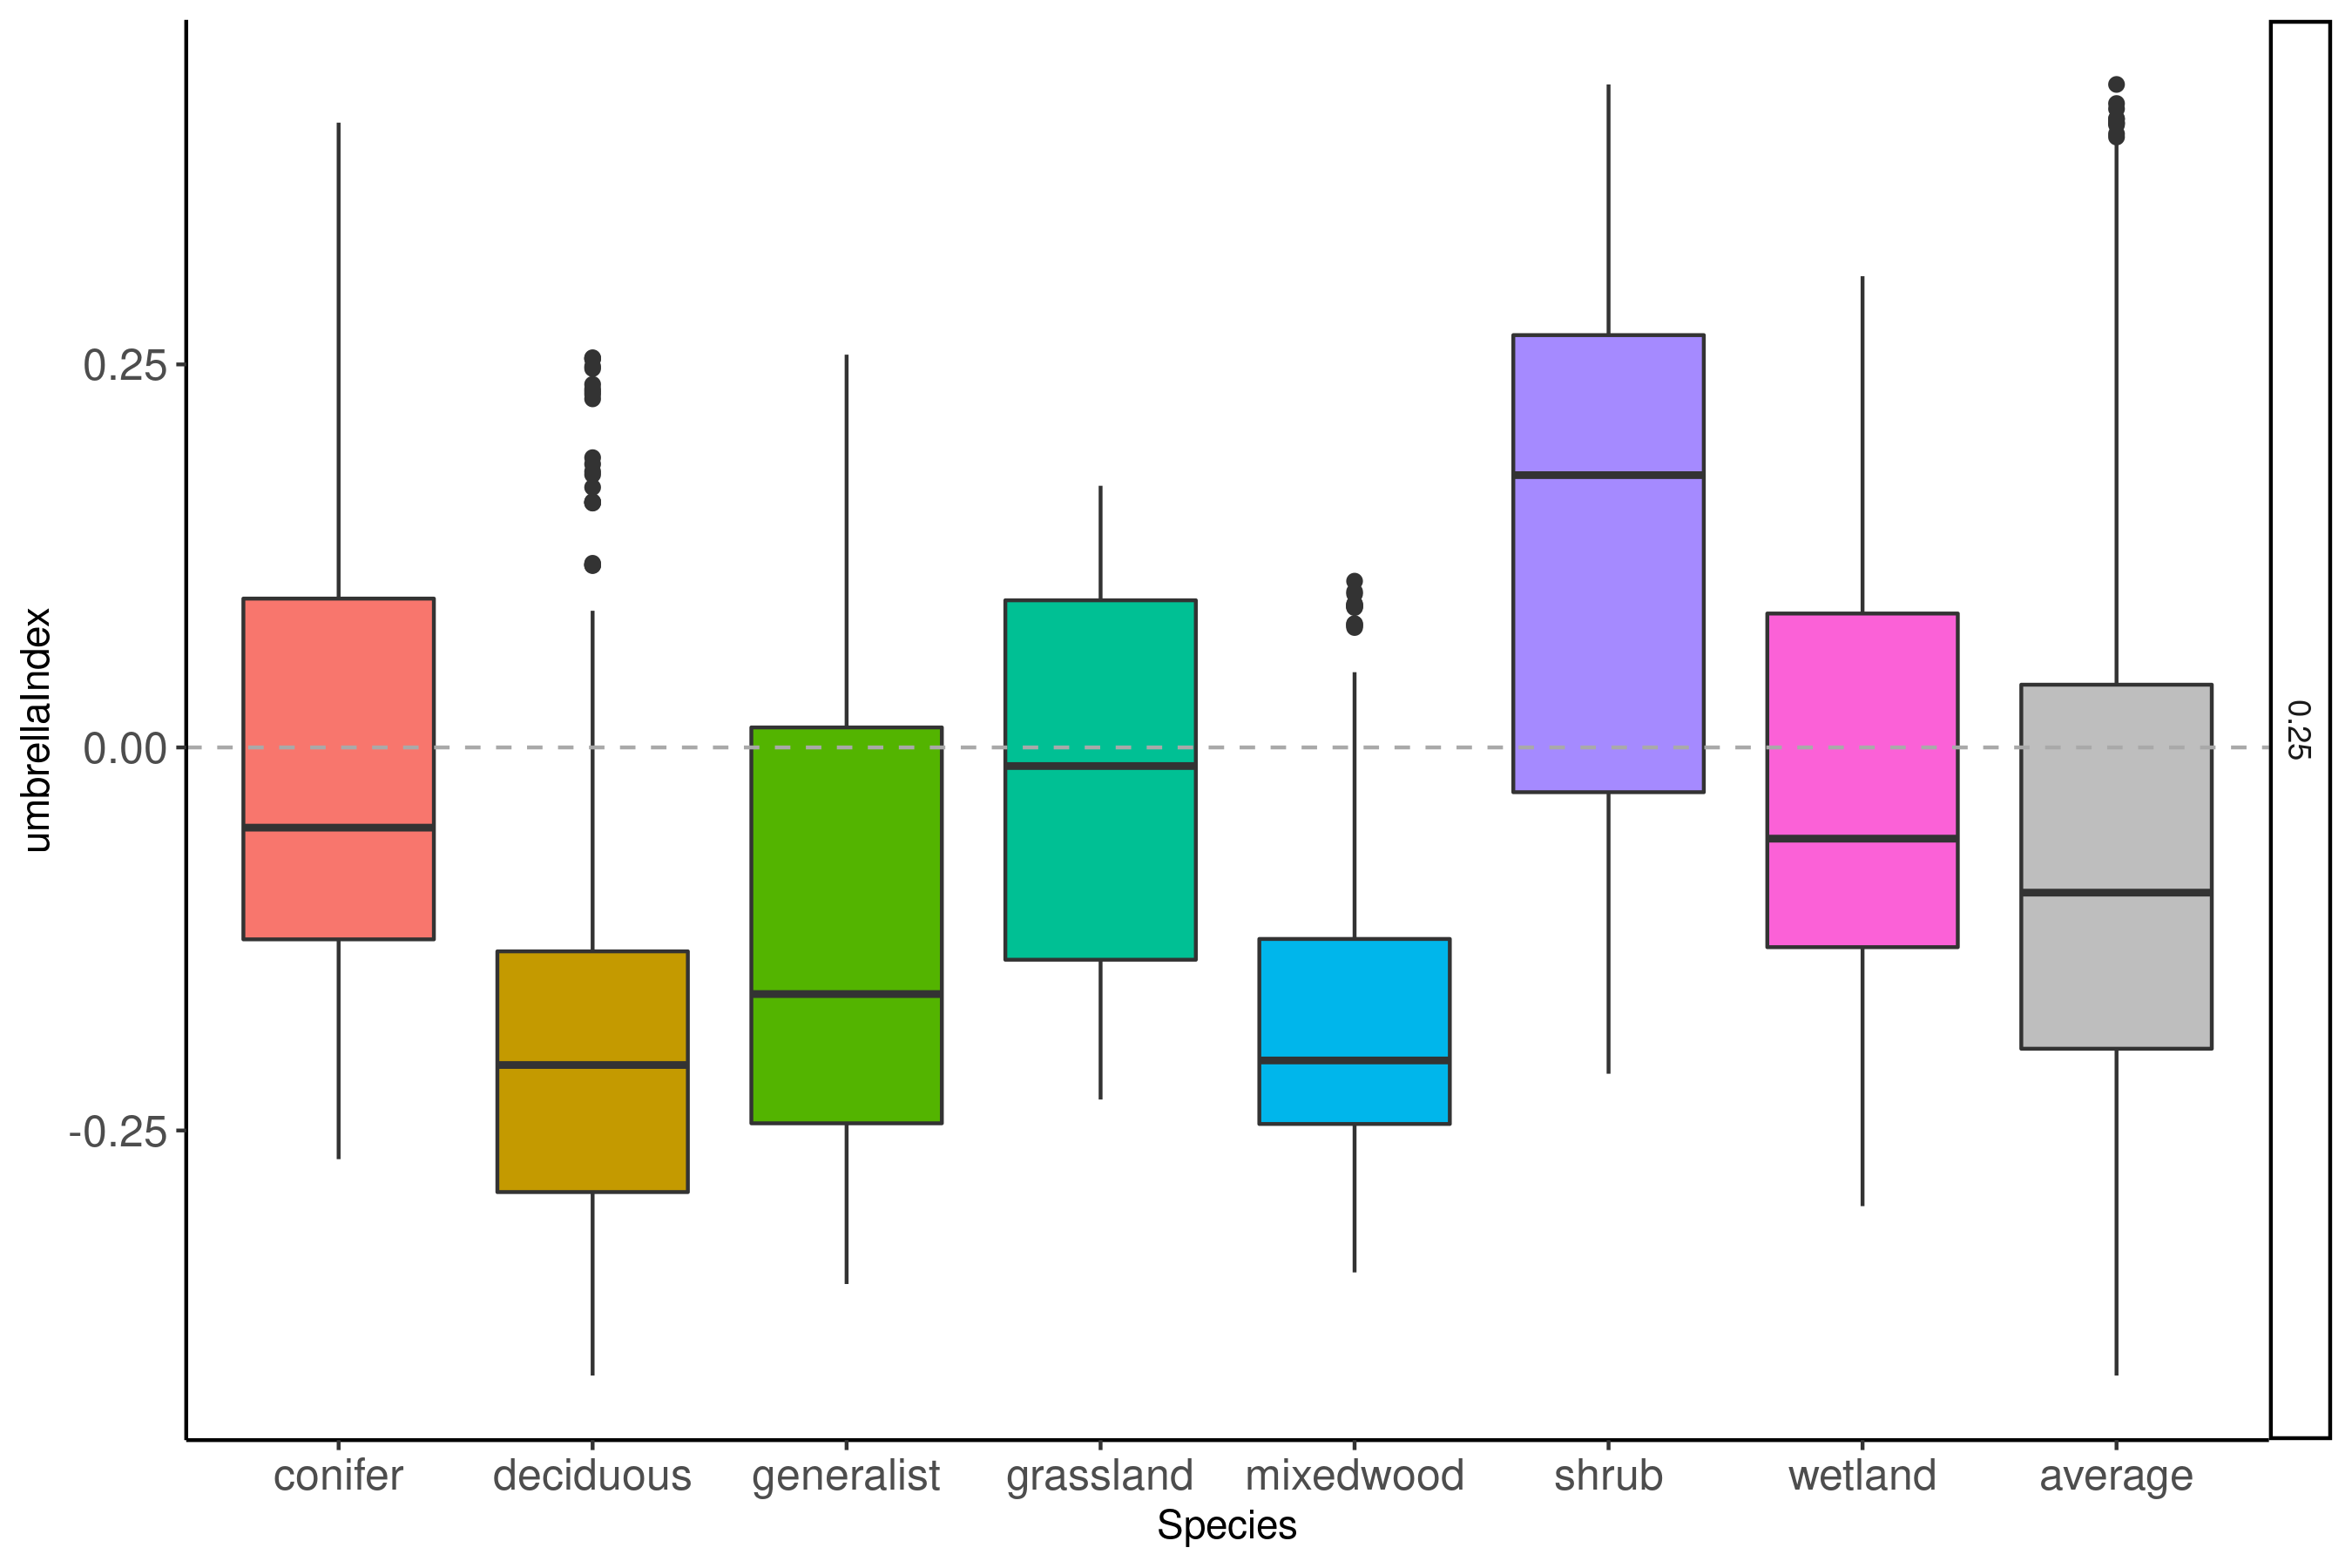 umbrellaIndex
0.25
0.00
-0.25
0.25
conifer deciduous generalist grassland mixedwood shrub wetland average
Species